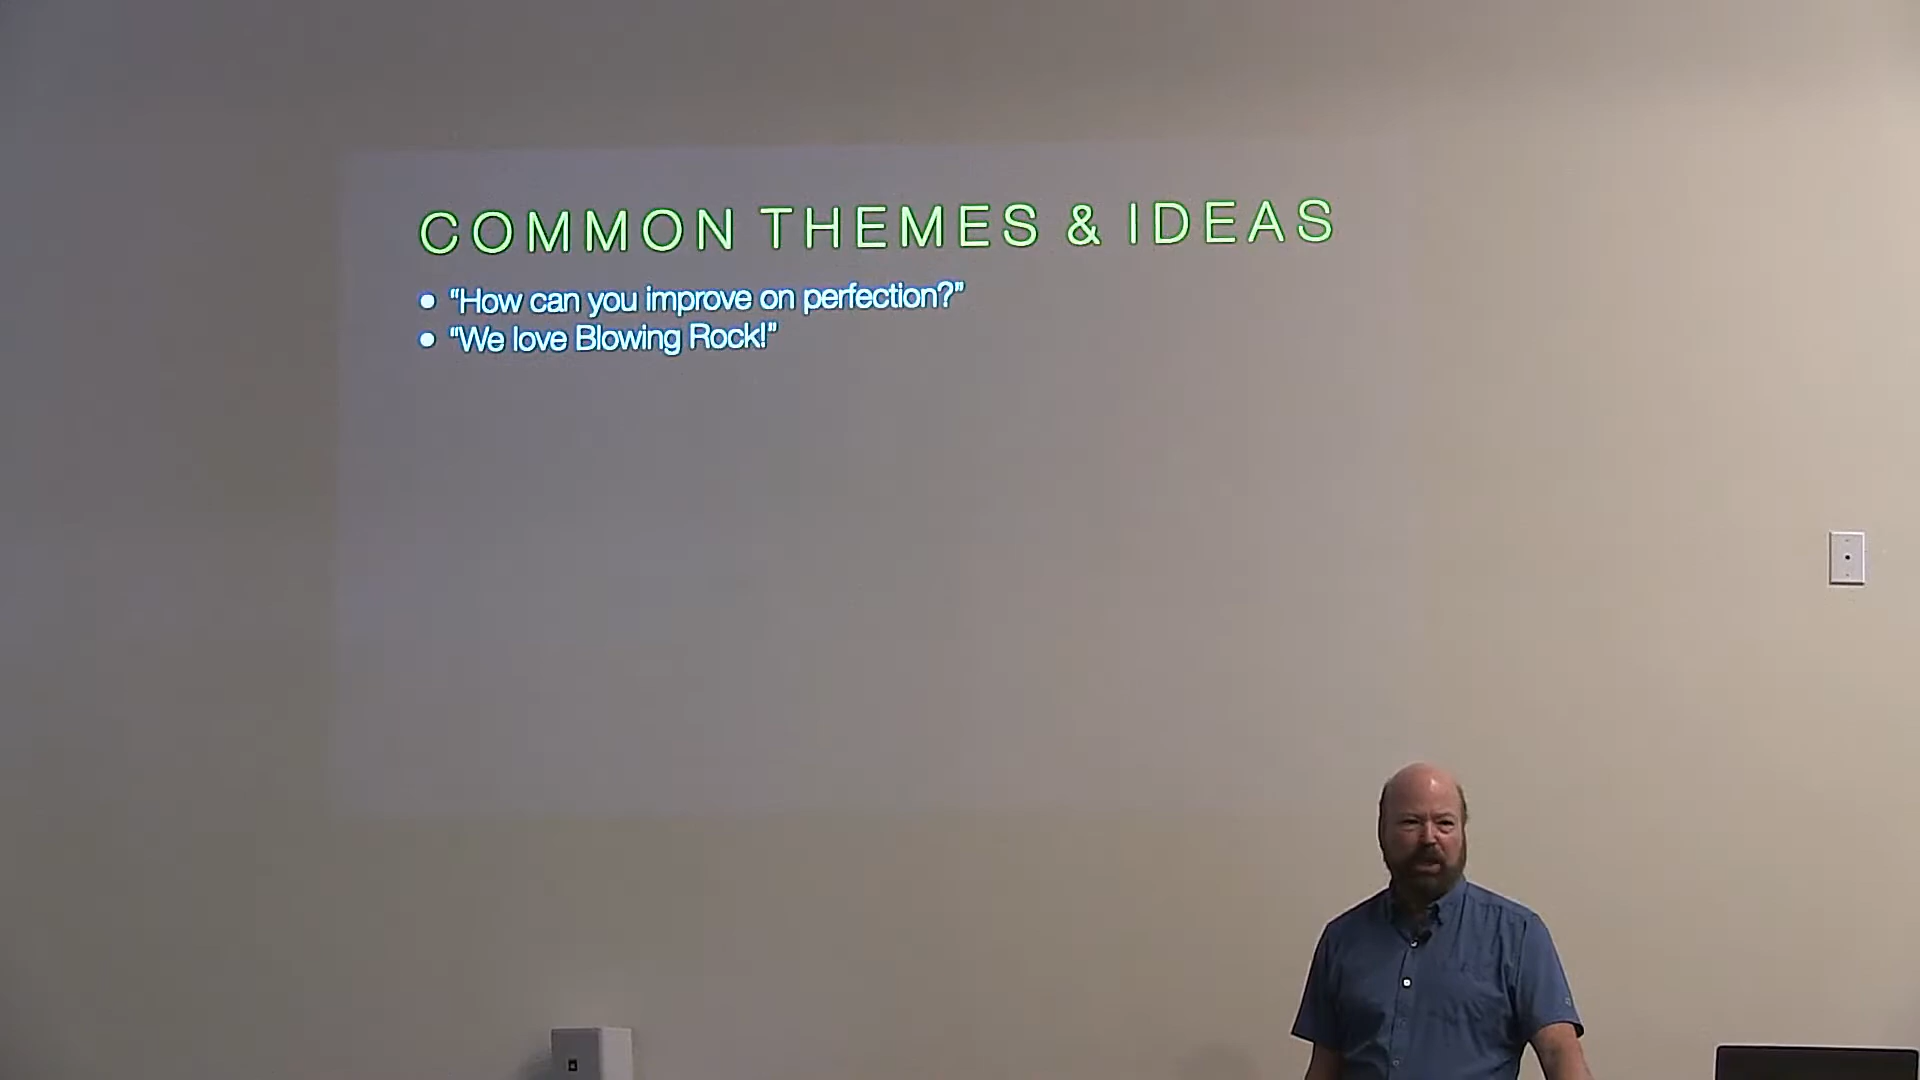 COMMON THEMES & IDEAS
• “How can you improve on perfection?”
• “We love Blowing Rock!”